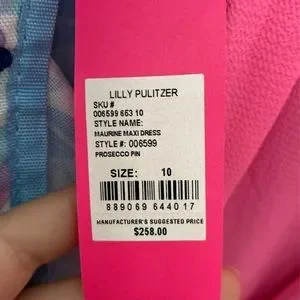 LILLY PULITZER
SKU #
006599 653 10
STYLE NAME:
MAURINE MAXI DRESS
STYLE #: 006599
PROSECCO PIN
SIZE: 10
889069 644017
MANUFACTURER'S SUGGESTED PRICE
$258.00